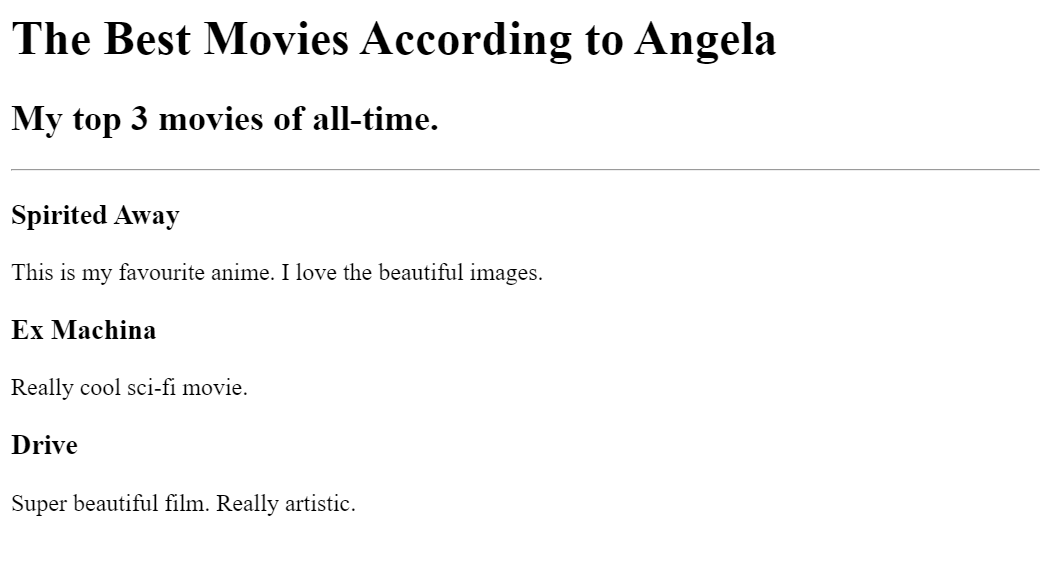 The Best Movies According to Angela
My top 3 movies of all-time.
Spirited Away
This is my favourite anime. I love the beautiful images.
Ex Machina
Really cool sci-fi movie.
Drive
Super beautiful film. Really artistic.